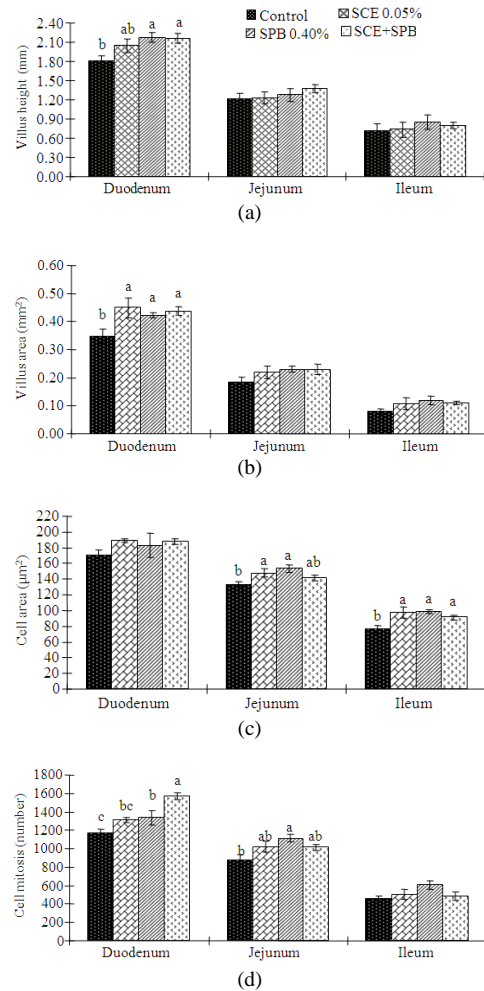 Control
SCE 0.05%
SPB 0.40%
SCE+SPB
Villus height (mm)
2.40
2.10
1.80
1.50
1.20
0.90
0.60
0.30
0.00
b ab a a
Duodenum Jejunum Ileum
(a)
Villus area (mm²)
0.60
0.50
0.40
0.30
0.20
0.10
0.00
b a a a
Duodenum Jejunum Ileum
(b)
Cell area (µm²)
220
200
180
160
140
120
100
80
60
40
20
0
b a a ab b a a a
Duodenum Jejunum Ileum
(c)
Cell mitosis (number)
1800
1600
1400
1200
1000
800
600
400
200
0
c bc b a b ab a ab
Duodenum Jejunum Ileum
(d)